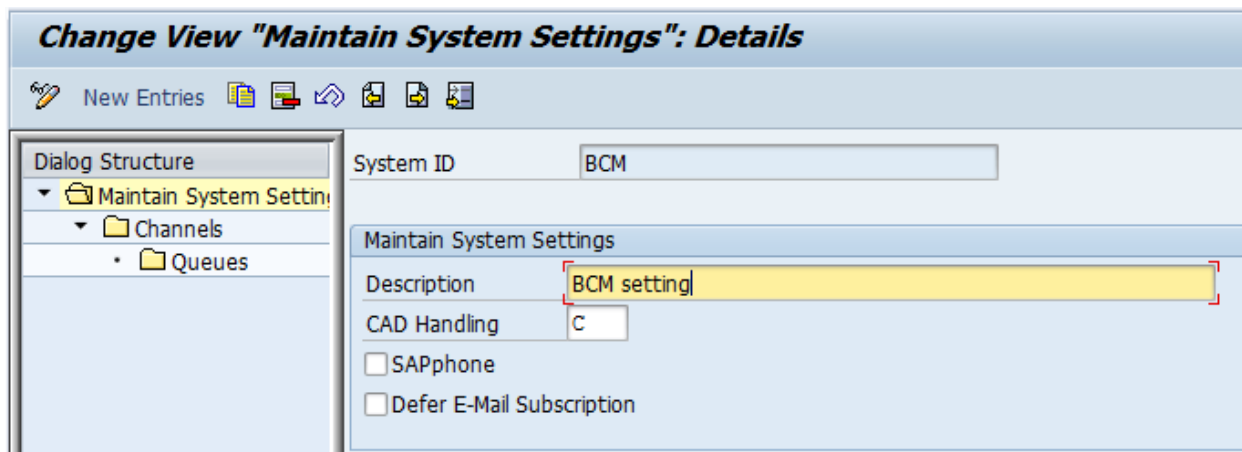 Change View "Maintain System Settings": Details
New Entries
Dialog Structure
Maintain System Setting
Channels
Queues
System ID BCM
Maintain System Settings
Description BCM setting
CAD Handling C
SAPphone
Defer E-Mail Subscription